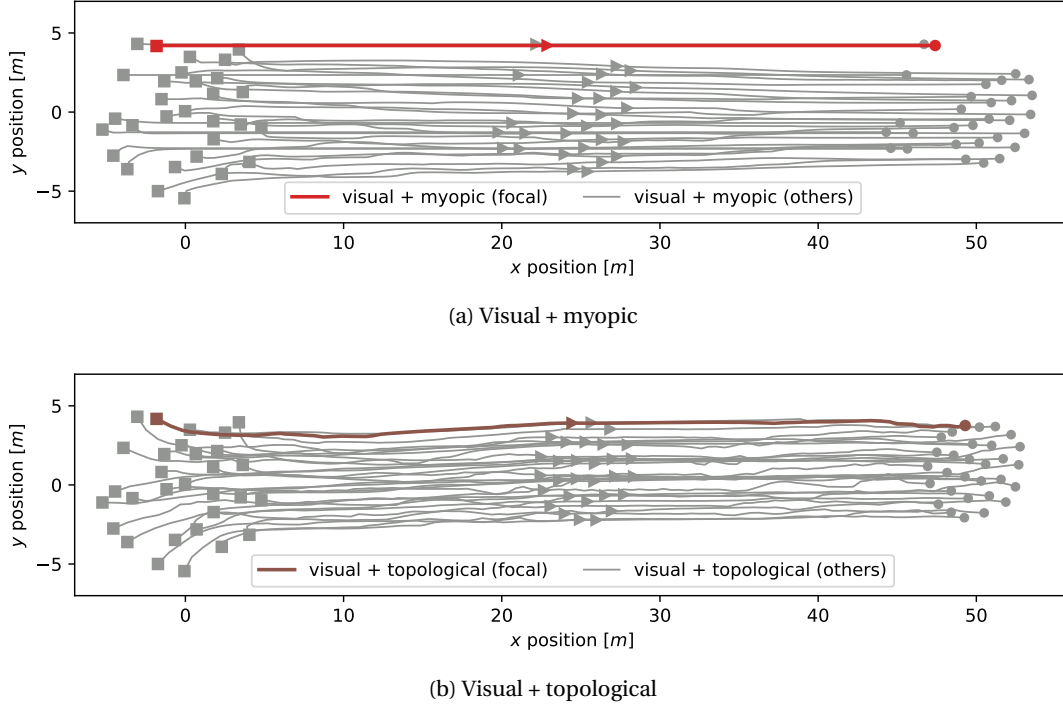 5
0
−5
y position [m]
visual + myopic (focal) visual + myopic (others)
0 10 20 30 40 50
x position [m]
(a) Visual + myopic
5
0
−5
y position [m]
visual + topological (focal) visual + topological (others)
0 10 20 30 40 50
x position [m]
(b) Visual + topological